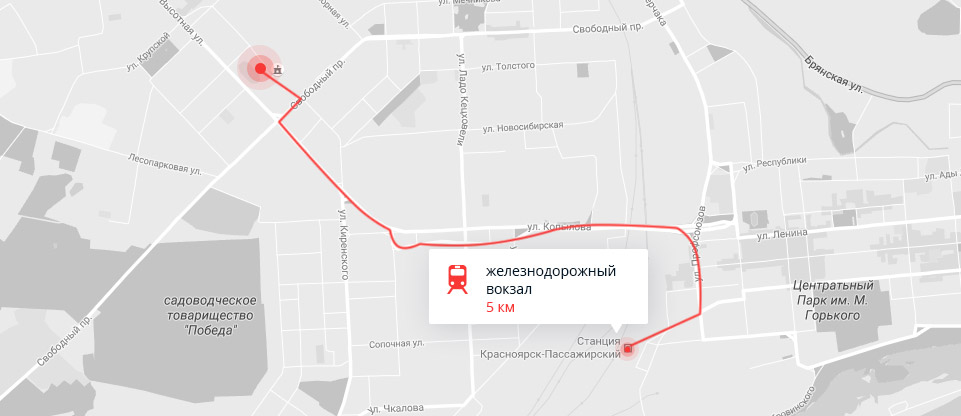 ул. Мечникова
Высотная ул.
Свободный пр.
ул. Крупской
ул. Толстого
Свободный пр.
Брянская ул.
ул. Ладо Кецховели
ул. Новосибирская
Лесопарковая ул.
ул. Республики
ул. Ады
ул. Киренского
ул. Копылова
ул. Ленина
ул. Профсоюзов
железнодорожный
вокзал
5 км
садоводческое
товарищество
"Победа"
Центральный
Парк им. М.
Горького
Свободный пр.
Сопочная ул.
Станция
Красноярск-Пассажирский
ул. Чкалова